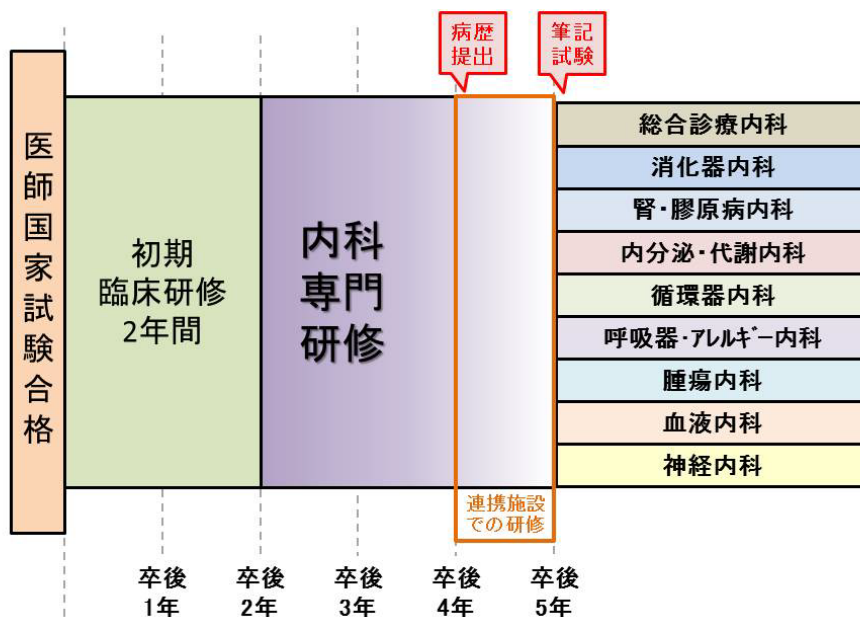 病歴
提出
筆記
試験
医師国家試験合格
初期
臨床研修
2年間
内科
専門
研修
総合診療内科
消化器内科
腎・膠原病内科
内分泌・代謝内科
循環器内科
呼吸器・アレルギー内科
腫瘍内科
血液内科
神経内科
連携施設
での研修
卒後
1年
卒後
2年
卒後
3年
卒後
4年
卒後
5年